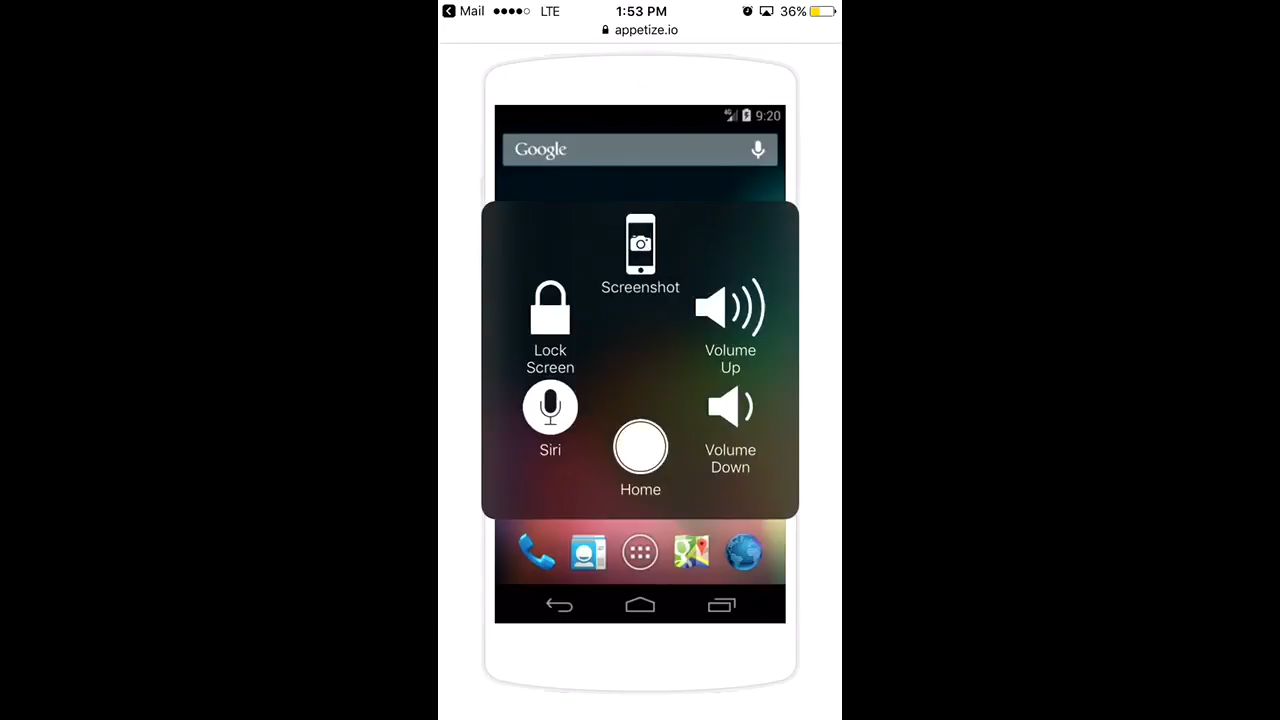 Mail LTE 1:53 PM 36%
appetize.io
9:20
Google
Screenshot
Lock
Screen
Volume
Up
Siri
Volume
Down
Home